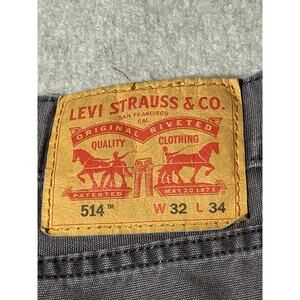 LEVI STRAUSS & CO.
SAN FRANCISCO
CAL.
ORIGINAL RIVETED
QUALITY CLOTHING
PATENTED MAY 20 1873
514™ W 32 L 34